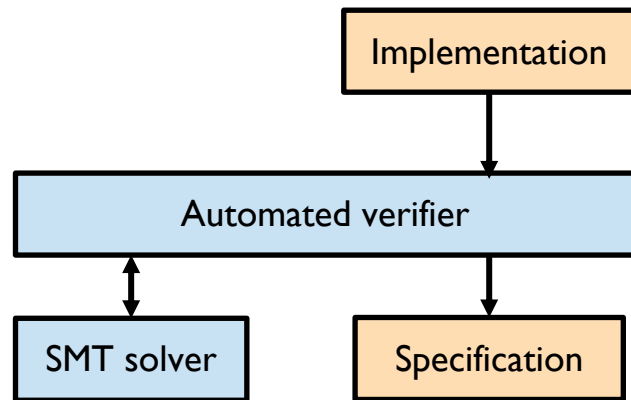 Implementation
Automated verifier
SMT solver
Specification